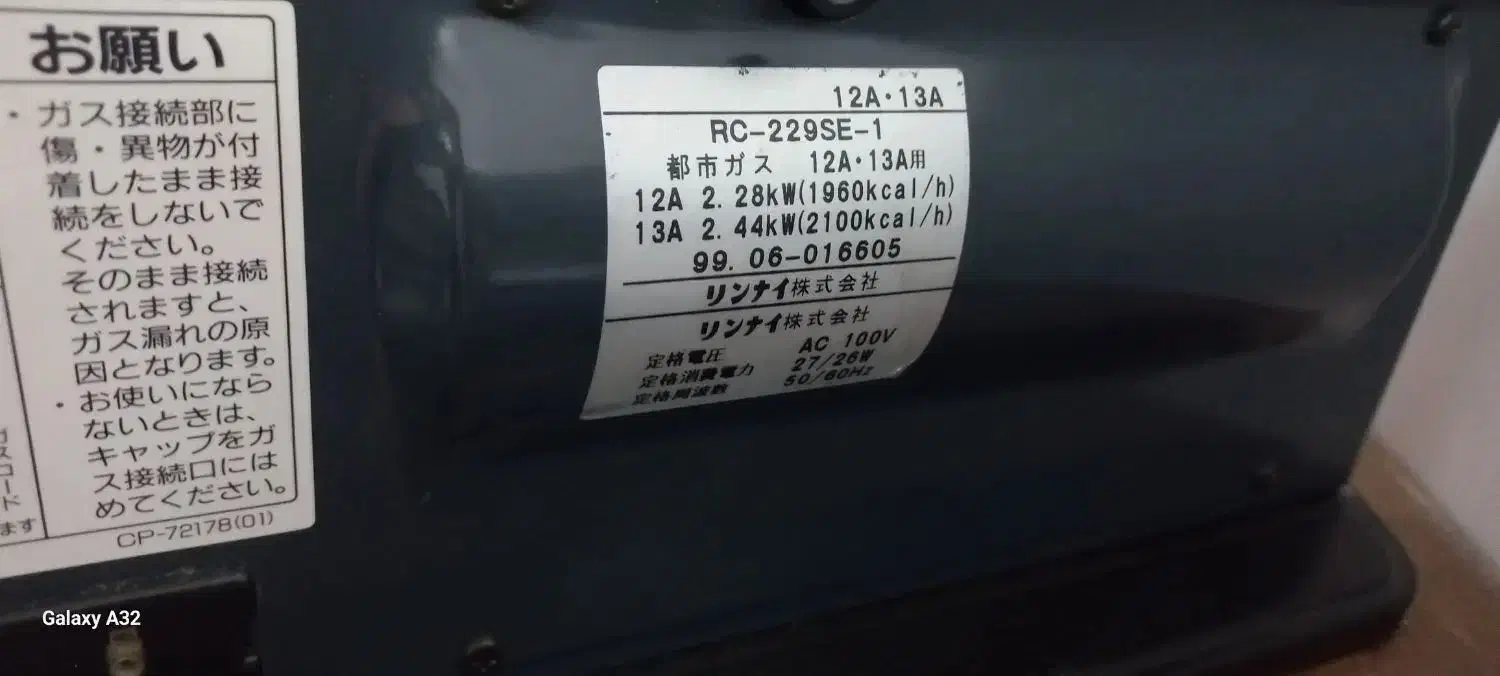 お願い
・ガス接続部に
傷・異物が付
着したまま接
続をしないで
ください。
そのまま接続
されますと、
ガス漏れの原
因となります。
・お使いになら
ないときは、
キャップをガ
ス接続口には
めてください。
CP-72178(01)
ガスコード
ます
12A・13A
RC-229SE-1
都市ガス 12A・13A用
12A 2.28kW(1960kcal/h)
13A 2.44kW(2100kcal/h)
99.06-016605
リンナイ株式会社
リンナイ株式会社
定格電圧 AC 100V
定格消費電力 27/26W
定格周波数 50/60Hz
Galaxy A32